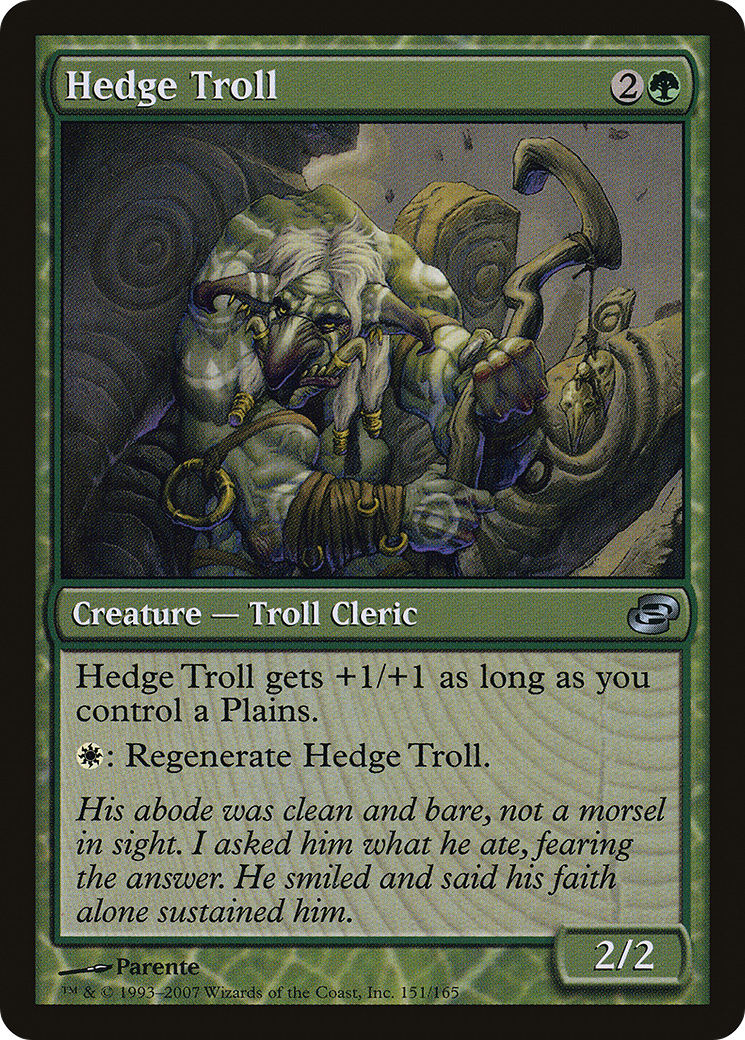 Hedge Troll
2
Creature — Troll Cleric
Hedge Troll gets +1/+1 as long as you
control a Plains.
: Regenerate Hedge Troll.
His abode was clean and bare, not a morsel
in sight. I asked him what he ate, fearing
the answer. He smiled and said his faith
alone sustained him.
2/2
Parente
™ & © 1993–2007 Wizards of the Coast, Inc. 151/165